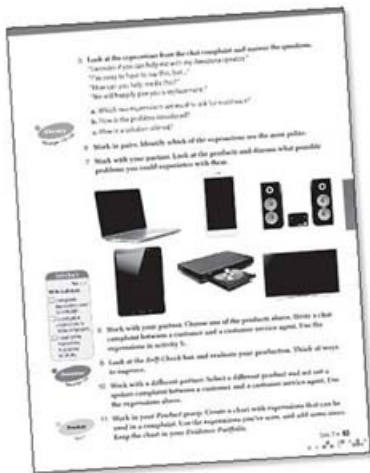 5 Look at the expressions from the chat complaint and answer the questions.
"I wonder if you can help me with my
"I'm sorry to have to say this, but..."
"How can you help me fix this?"
"We will happily give you a replacement."
a. Which two expressions are used to ask for assistance?
b. How is the problem introduced?
c. How is a solution offered?
6 Work in pairs. Identify which of the expressions are the most polite.
7 Work with your partner. Look at the products and discuss what possible
problems you could experience with them.
8 Work with your partner. Choose one of the products above. Write a chat
complaint between a customer and a customer service agent. Use the
expressions in activity 5.
9 Look at the Self-Check box and evaluate your production. Think of ways
to improve.
10 Work with a different partner. Select a different product and act out a
spoken complaint between a customer and a customer service agent. Use
the expressions above.
Product
11 Work in your Product group. Create a chart with expressions that can be
used in a complaint. Use the expressions you've seen, and add some more.
Keep the chart in your Evidence Portfolio.